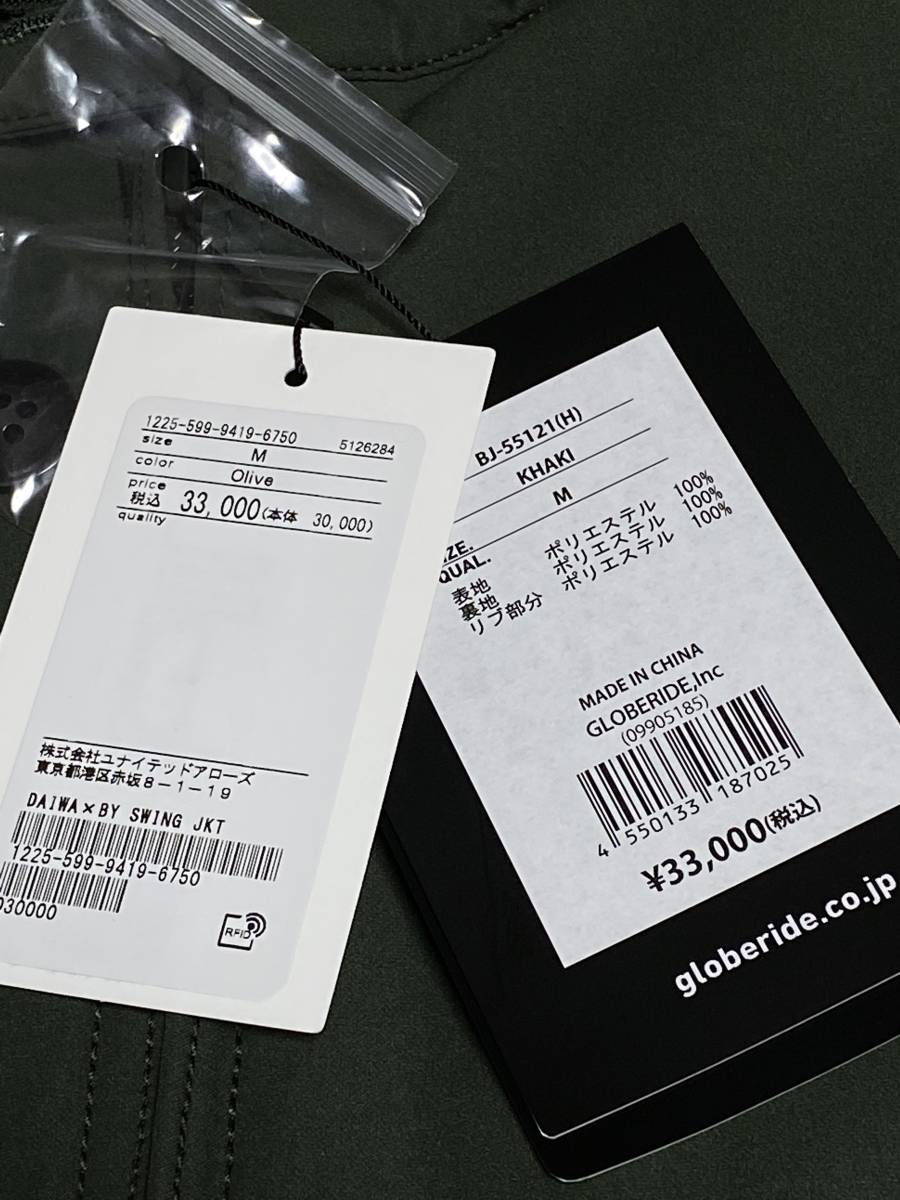 1225-599-9419-6750 5126284
size M
color Olive
price
税込 33,000(本体 30,000)
quality
株式会社ユナイテッドアローズ
東京都港区赤坂8-1-19
DAIWA×BY SWING JKT
1225-599-9419-6750
030000
RFID
BJ-55121(H)
KHAKI
M
QUAL.
表地 ポリエステル 100%
裏地 ポリエステル 100%
リブ部分 ポリエステル 100%
MADE IN CHINA
GLOBERIDE,Inc
(09905185)
4 550133 187025
¥33,000(税込)
globeride.co.jp